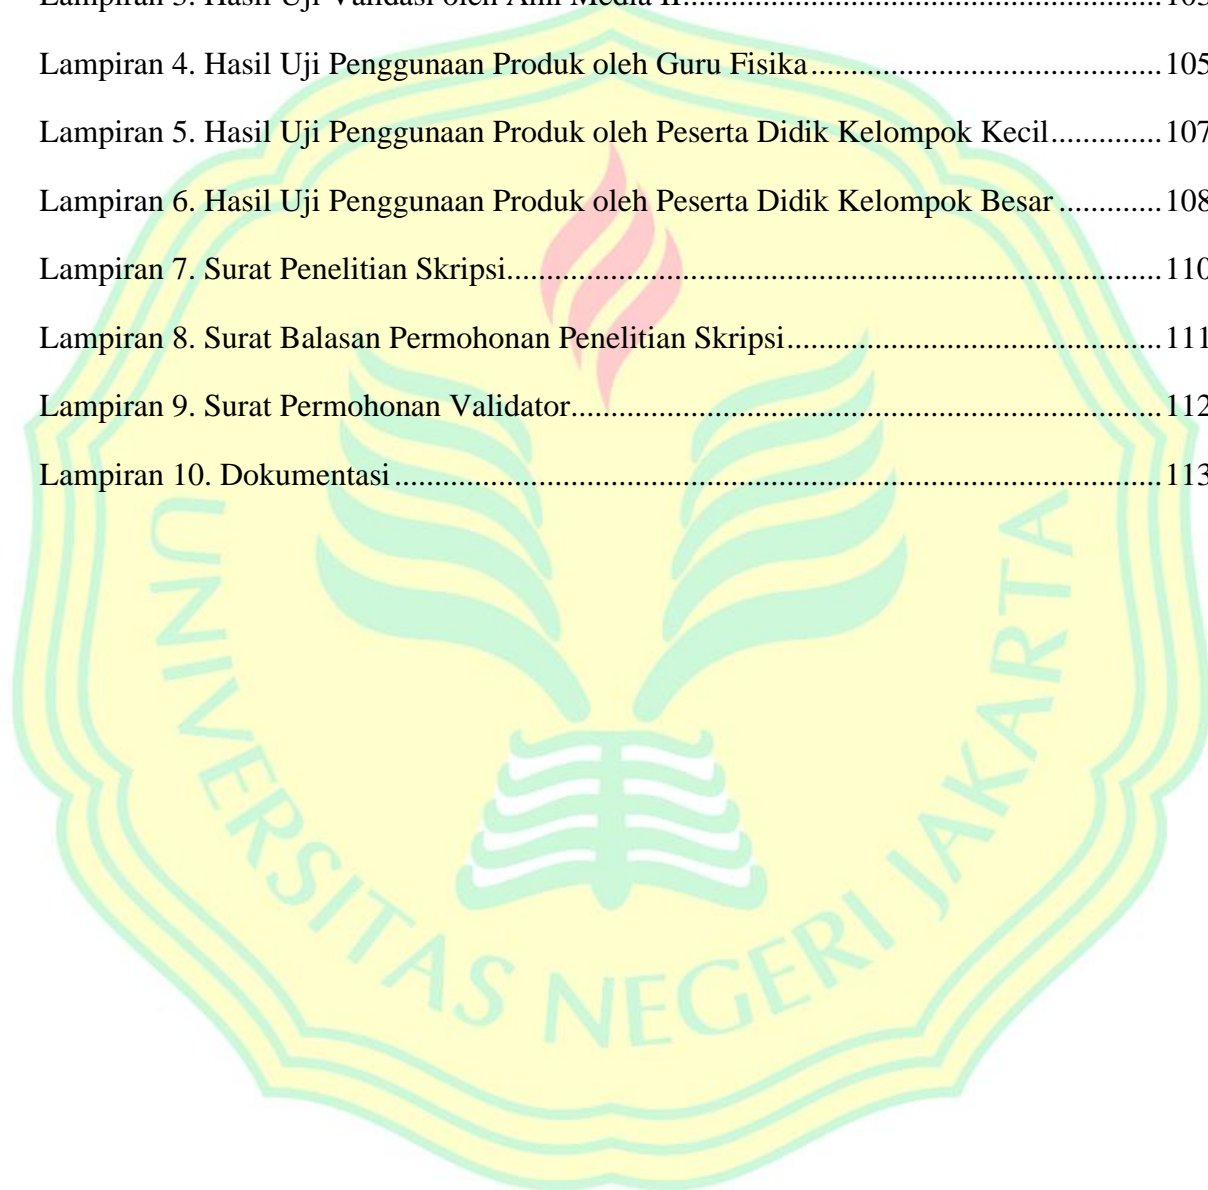 Lampiran 3. Hasil Uji Validasi oleh Ahli Media II............................................................103
Lampiran 4. Hasil Uji Penggunaan Produk oleh Guru Fisika............................................105
Lampiran 5. Hasil Uji Penggunaan Produk oleh Peserta Didik Kelompok Kecil..............107
Lampiran 6. Hasil Uji Penggunaan Produk oleh Peserta Didik Kelompok Besar.............108
Lampiran 7. Surat Penelitian Skripsi..................................................................................110
Lampiran 8. Surat Balasan Permohonan Penelitian Skripsi...............................................111
Lampiran 9. Surat Permohonan Validator..........................................................................112
Lampiran 10. Dokumentasi................................................................................................113
UNIVERSITAS NEGERI JAKARTA